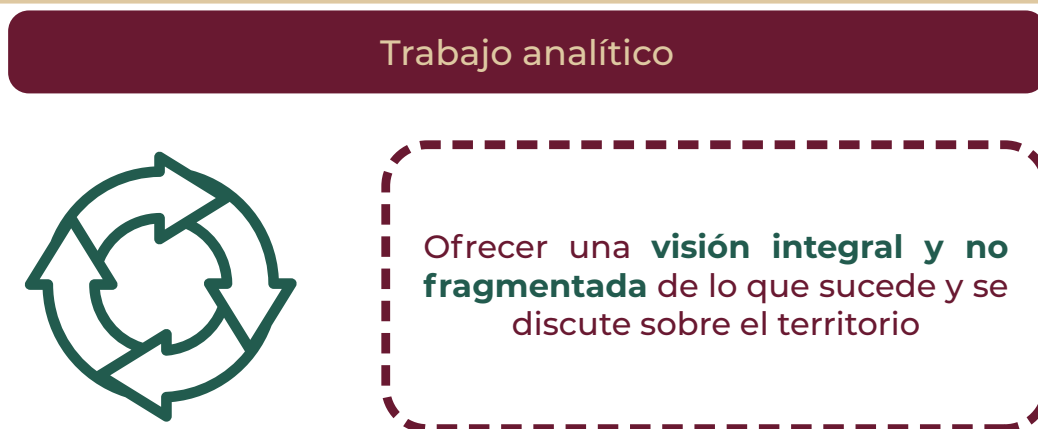 Trabajo analítico
Ofrecer una visión integral y no
fragmentada de lo que sucede y se
discute sobre el territorio